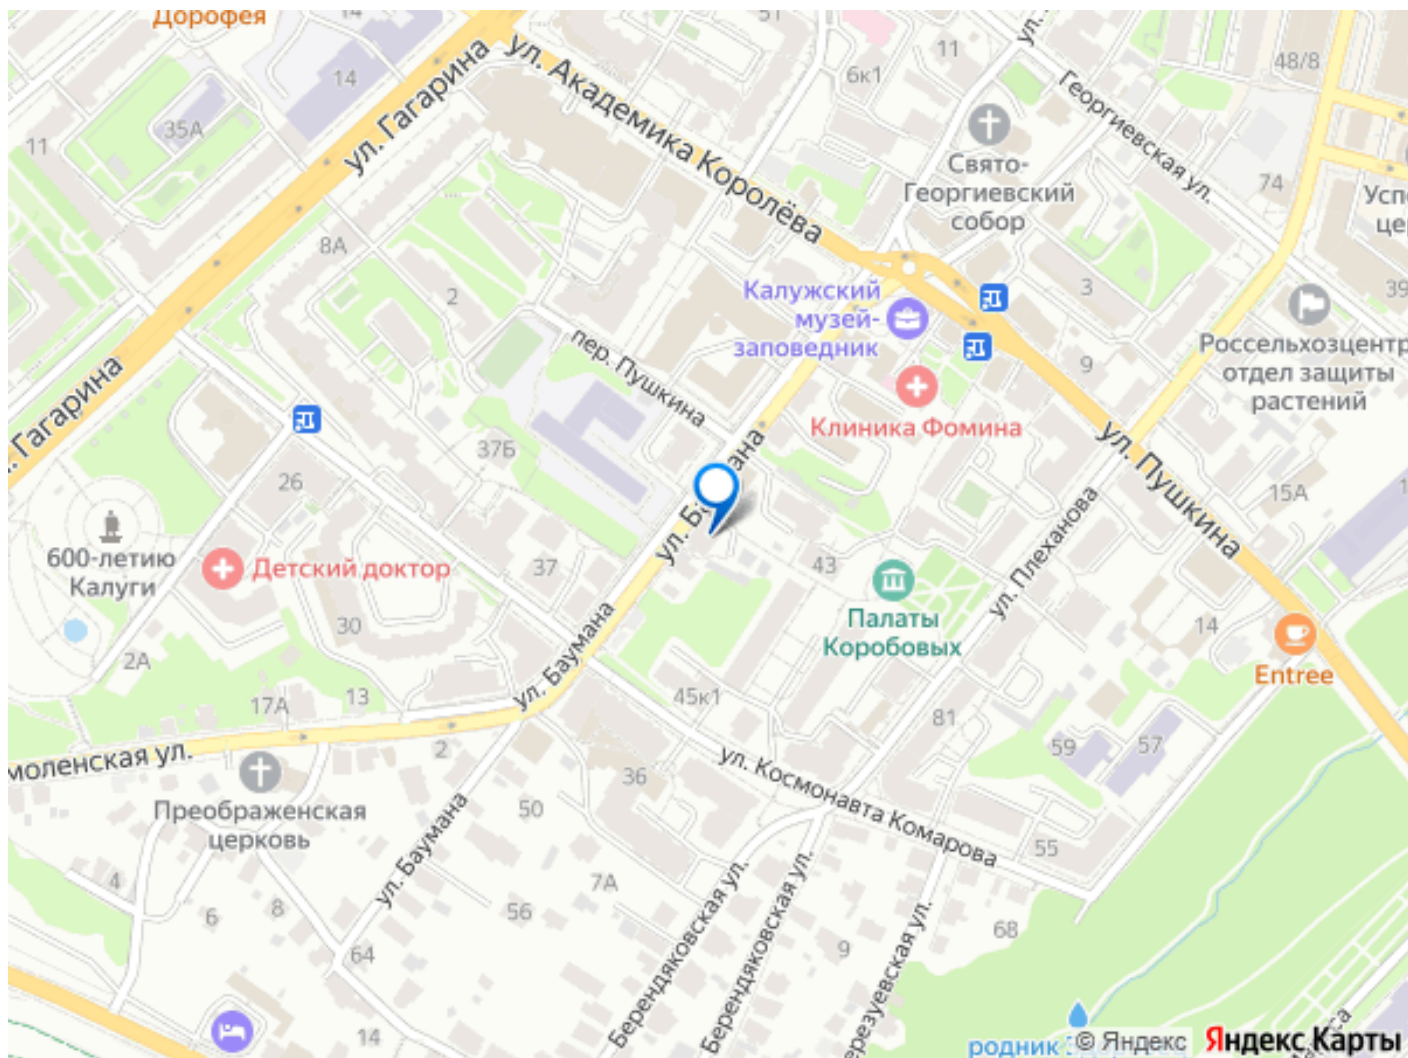 Дорофея
14
ул. Гагарина
ул. Академика Королёва
11
6к1
Георгиевская ул.
48/8
35А
11
Свято-
Георгиевский
собор
74
8А
2
Калужский
музей-
заповедник
3
39
Россельхозцентр
отдел защиты
растений
пер. Пушкина
9
Клиника Фомина
ул. Пушкина
Гагарина
37Б
26
15А
600-летию
Калуги
Детский доктор
37
43
ул. Плеханова
Палаты
Коробовых
30
14
Entree
2А
ул. Баумана
17А
13
45к1
81
59
57
2
моленская ул.
Преображенская
церковь
36
ул. Космонавта Комарова
50
ул. Баумана
55
4
6
8
7А
56
64
9
68
Берендяковская ул.
Берендяковская ул.
резуевская ул.
14
родник
© Яндекс
Яндекс Карты